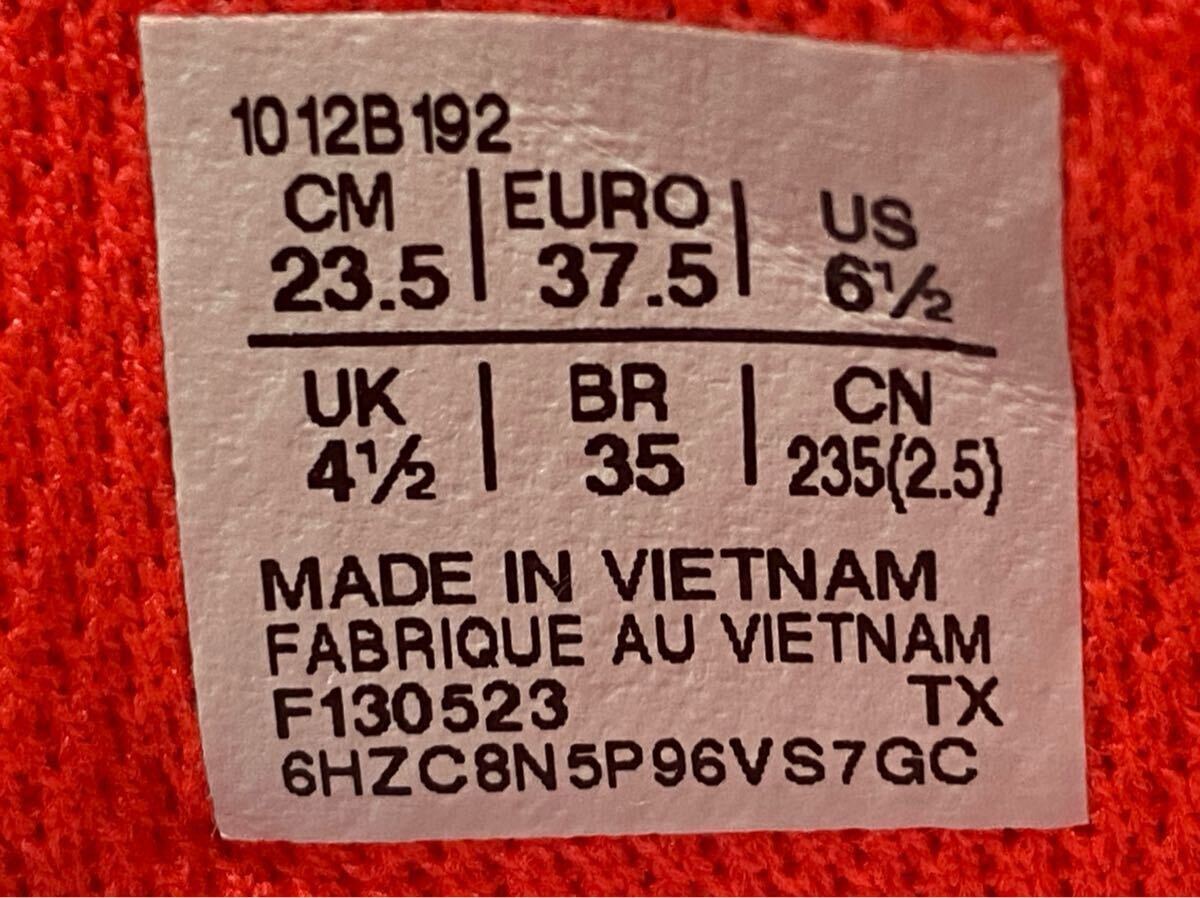 1012B192
CM | EURO | US
23.5 | 37.5 | 6½
UK | BR | CN
4½ | 35 | 235(2.5)
MADE IN VIETNAM
FABRIQUE AU VIETNAM
F130523 TX
6HZC8N5P96VS7GC